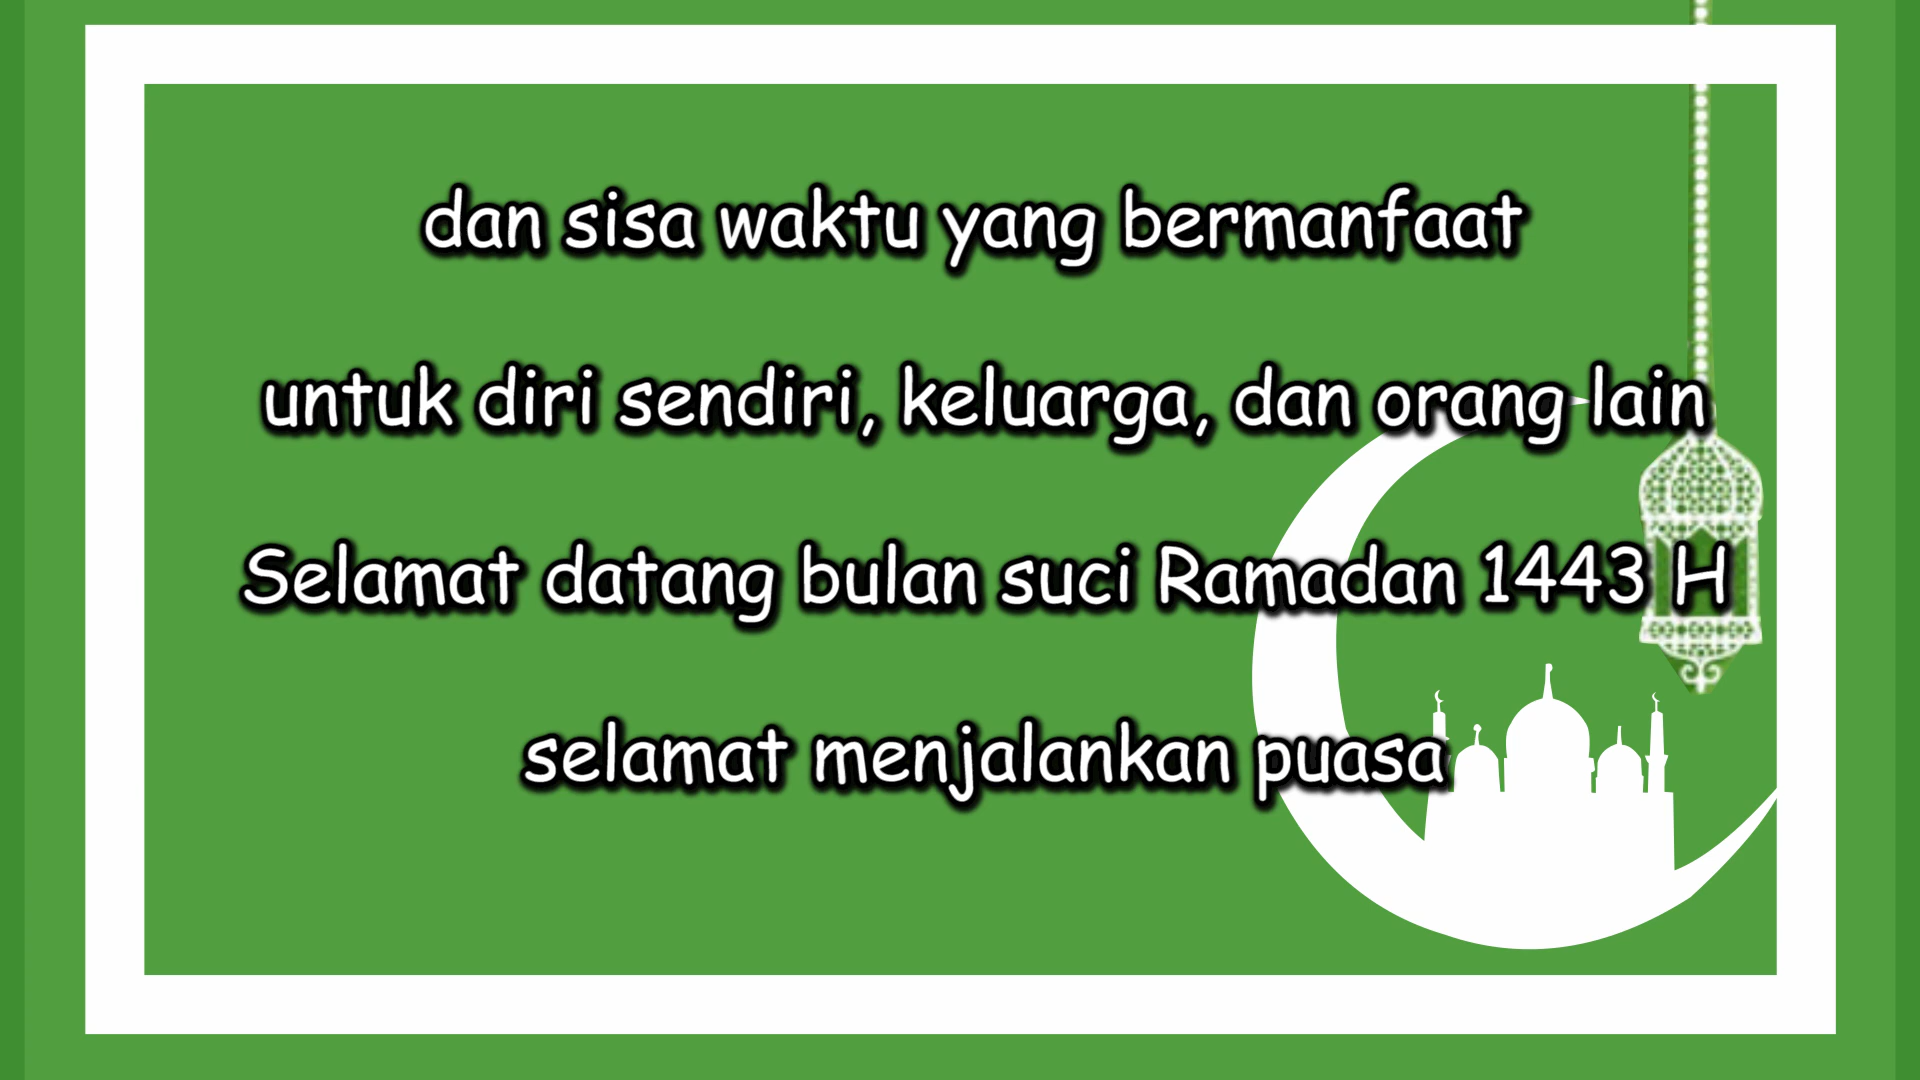 dan sisa waktu yang bermanfaat
untuk diri sendiri, keluarga, dan orang lain
Selamat datang bulan suci Ramadan 1443 H
selamat menjalankan puasa